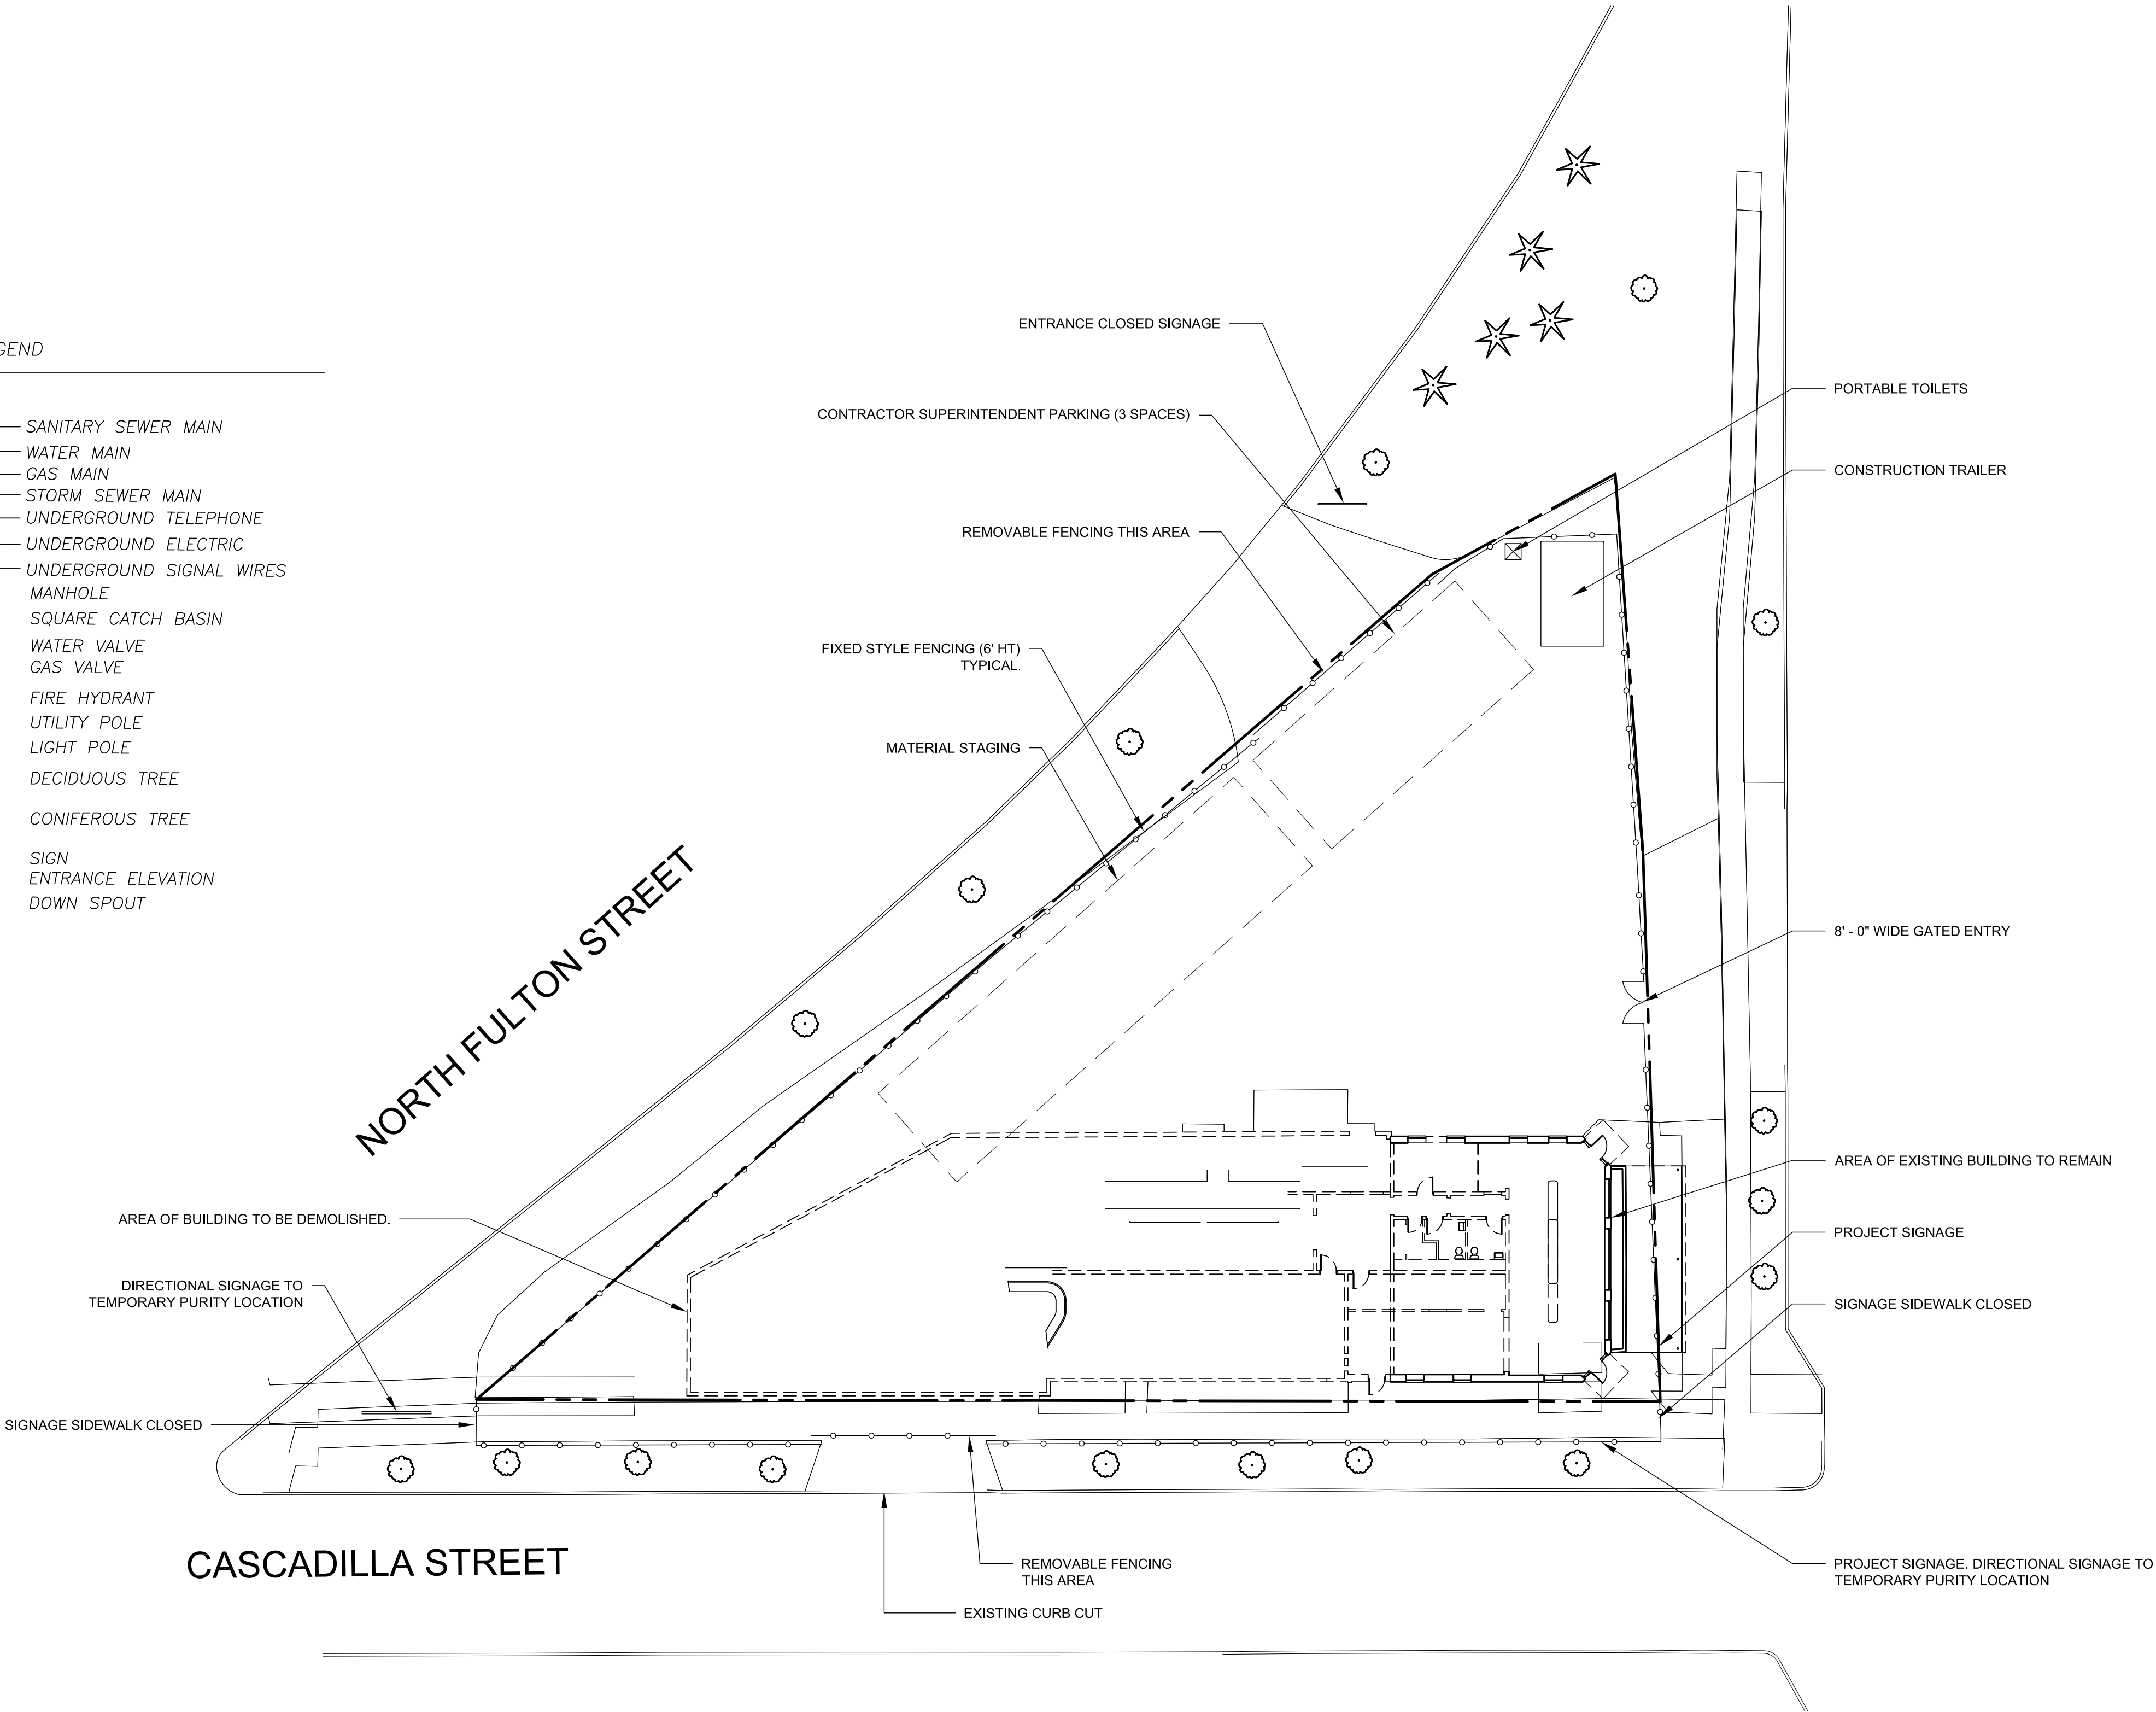 GEND
SANITARY SEWER MAIN
WATER MAIN
GAS MAIN
STORM SEWER MAIN
UNDERGROUND TELEPHONE
UNDERGROUND ELECTRIC
UNDERGROUND SIGNAL WIRES
MANHOLE
SQUARE CATCH BASIN
WATER VALVE
GAS VALVE
FIRE HYDRANT
UTILITY POLE
LIGHT POLE
DECIDUOUS TREE
CONIFEROUS TREE
SIGN
ENTRANCE ELEVATION
DOWN SPOUT
ENTRANCE CLOSED SIGNAGE
CONTRACTOR SUPERINTENDENT PARKING (3 SPACES)
REMOVABLE FENCING THIS AREA
FIXED STYLE FENCING (6' HT)
TYPICAL.
MATERIAL STAGING
NORTH FULTON STREET
AREA OF BUILDING TO BE DEMOLISHED.
DIRECTIONAL SIGNAGE TO
TEMPORARY PURITY LOCATION
SIGNAGE SIDEWALK CLOSED
CASCADILLA STREET
REMOVABLE FENCING
THIS AREA
EXISTING CURB CUT
PORTABLE TOILETS
CONSTRUCTION TRAILER
8' - 0" WIDE GATED ENTRY
AREA OF EXISTING BUILDING TO REMAIN
PROJECT SIGNAGE
SIGNAGE SIDEWALK CLOSED
PROJECT SIGNAGE. DIRECTIONAL SIGNAGE TO
TEMPORARY PURITY LOCATION